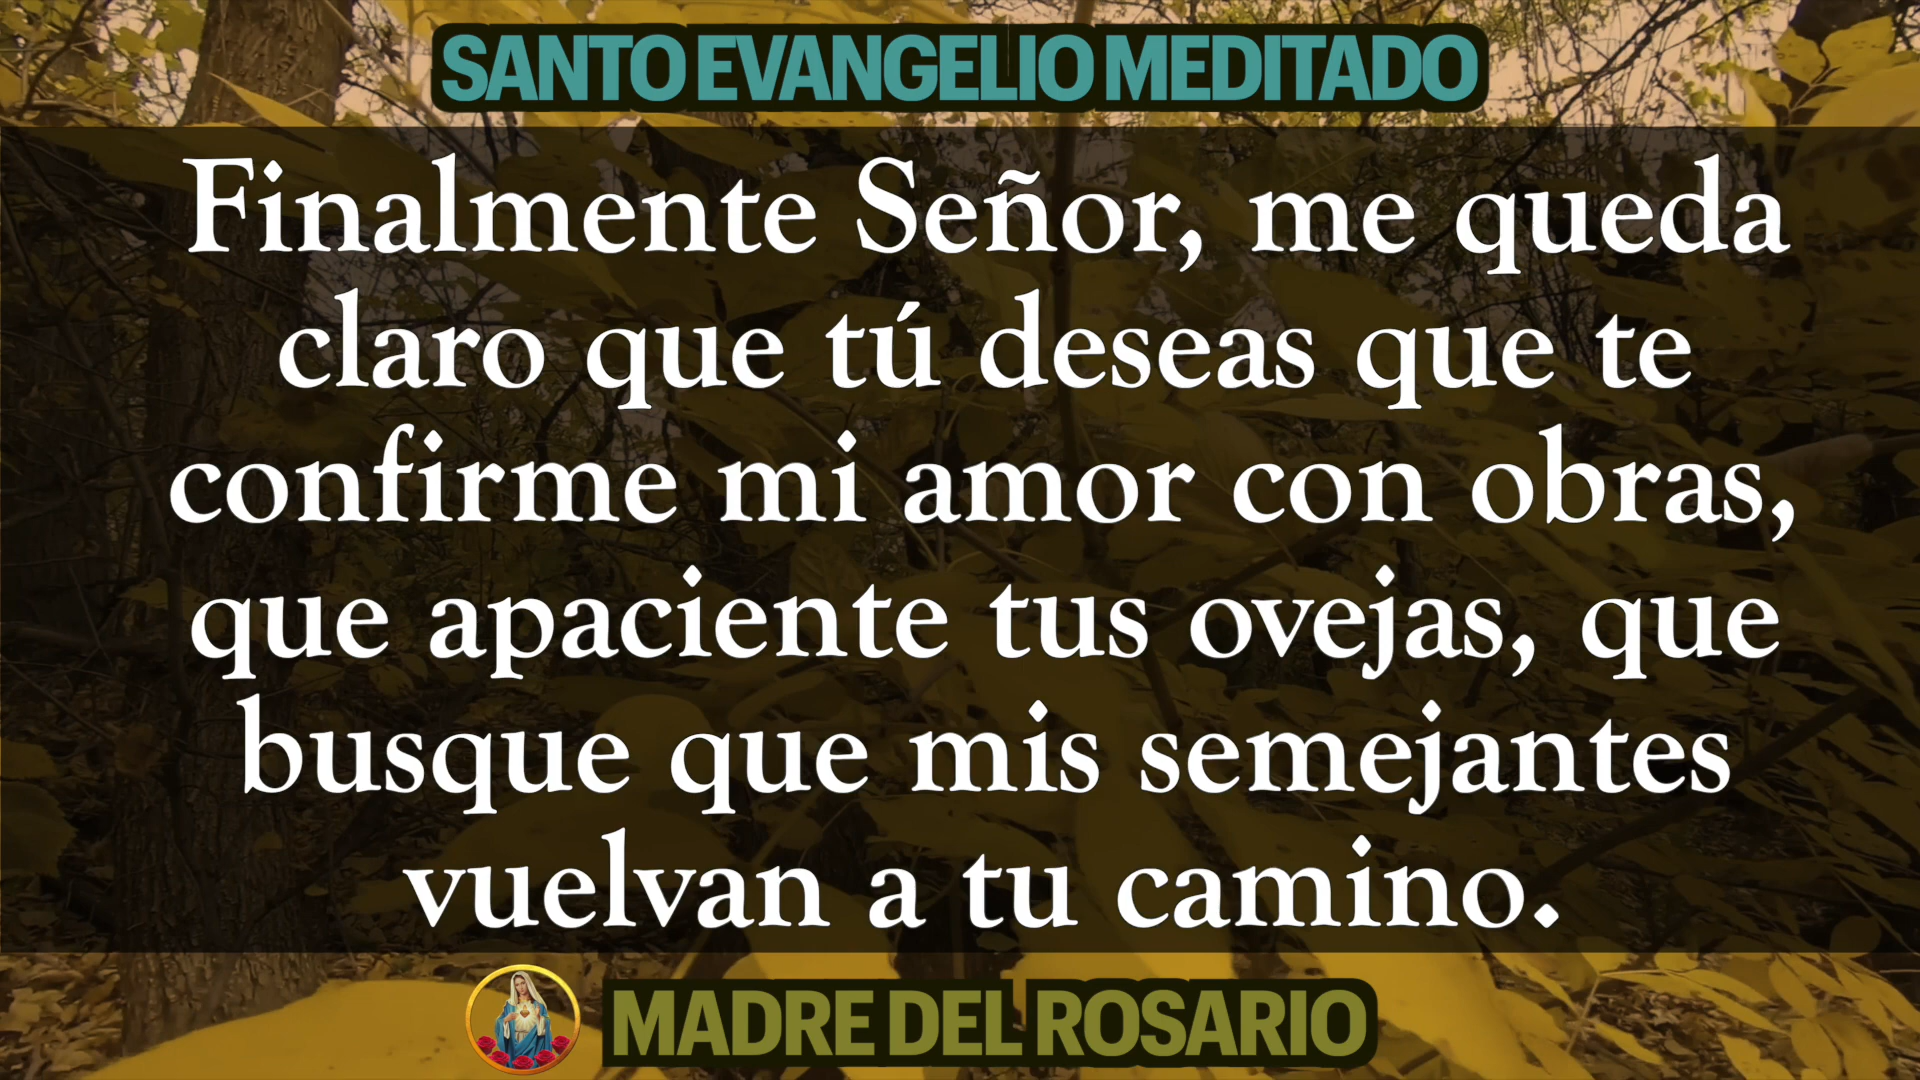 SANTO EVANGELIO MEDITADO
Finalmente Señor, me queda
claro que tú deseas que te
confirme mi amor con obras,
que apaciente tus ovejas, que
busque que mis semejantes
vuelvan a tu camino.
MADRE DEL ROSARIO